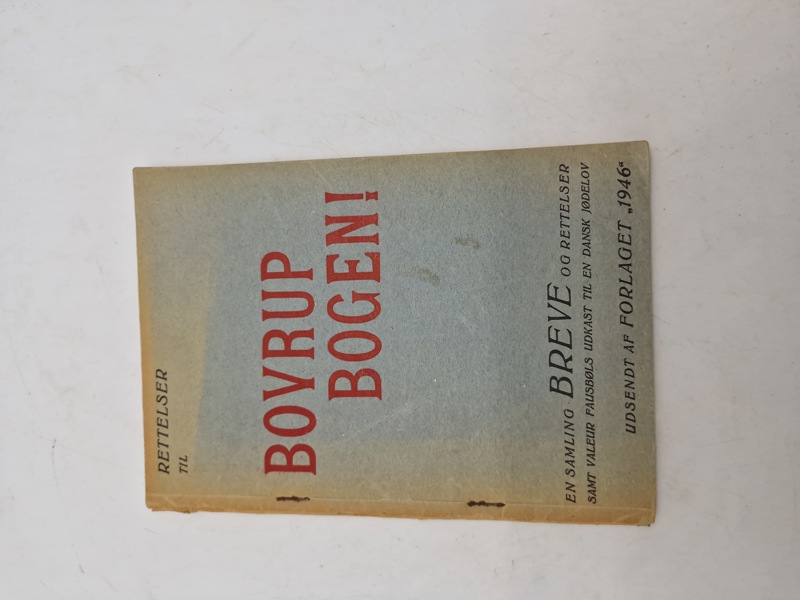 RETTELSER
TIL
BOVRUP
BOGEN!
EN SAMLING BREVE OG RETTELSER
SAMT VALEUR FAUSBØLS UDKAST TIL EN DANSK JØDELOV
UDSENDT AF FORLAGET „1946“